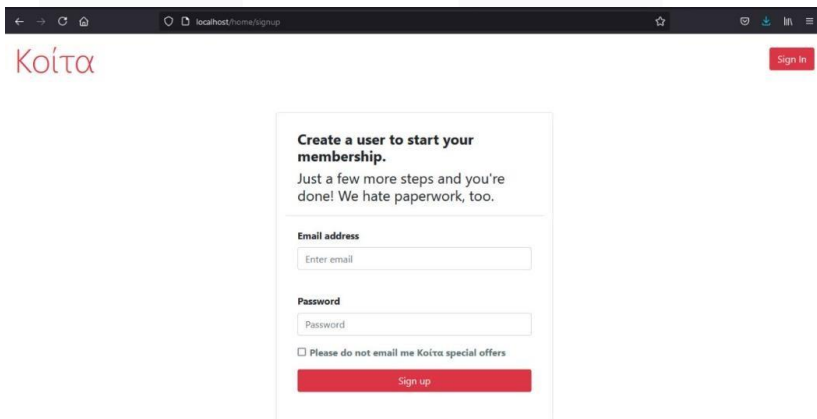 localhost/home/signup
Κοίτα
Sign In
Create a user to start your
membership.
Just a few more steps and you're
done! We hate paperwork, too.
Email address
Enter email
Password
Password
Please do not email me Κοίτα special offers
Sign up